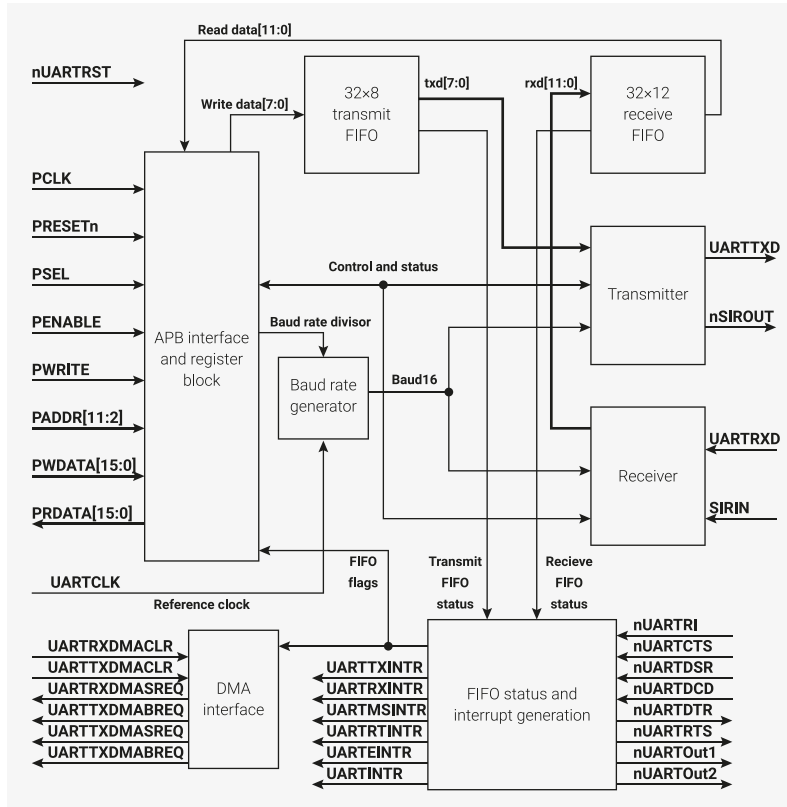 Read data[11:0]
nUARTRST
Write data[7:0]
32×8
transmit
FIFO
txd[7:0]
rxd[11:0]
32×12
receive
FIFO
PCLK
PRESETn
PSEL
PENABLE
PWRITE
PADDR[11:2]
PWDATA[15:0]
PRDATA[15:0]
APB interface
and register
block
Control and status
Baud rate divisor
Baud rate
generator
Baud16
Transmitter
UARTTXD
nSIROUT
Receiver
UARTRXD
SIRIN
UARTCLK
Reference clock
FIFO
flags
Transmit
FIFO
status
Recieve
FIFO
status
UARTRXDMACLR
UARTTXDMACLR
UARTRXDMASREQ
UARTRXDMABREQ
UARTTXDMASREQ
UARTTXDMABREQ
DMA
interface
UARTTXINTR
UARTRXINTR
UARTMSINTR
UARTRTINTR
UARTEINTR
UARTINTR
FIFO status and
interrupt generation
nUARTRI
nUARTCTS
nUARTDSR
nUARTDCD
nUARTDTR
nUARTRTS
nUARTOut1
nUARTOut2